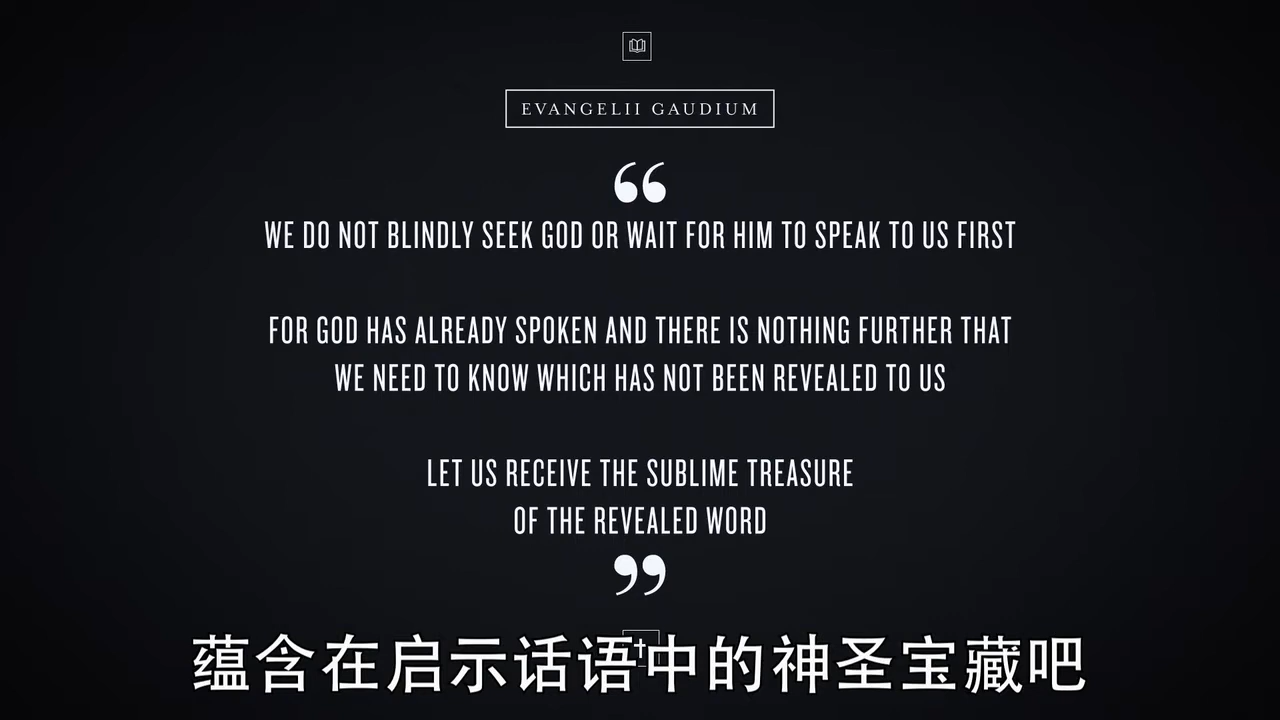 EVANGELII GAUDIUM
“
WE DO NOT BLINDLY SEEK GOD OR WAIT FOR HIM TO SPEAK TO US FIRST
FOR GOD HAS ALREADY SPOKEN AND THERE IS NOTHING FURTHER THAT
WE NEED TO KNOW WHICH HAS NOT BEEN REVEALED TO US
LET US RECEIVE THE SUBLIME TREASURE
OF THE REVEALED WORD
”
蕴含在启示话语中的神圣宝藏吧